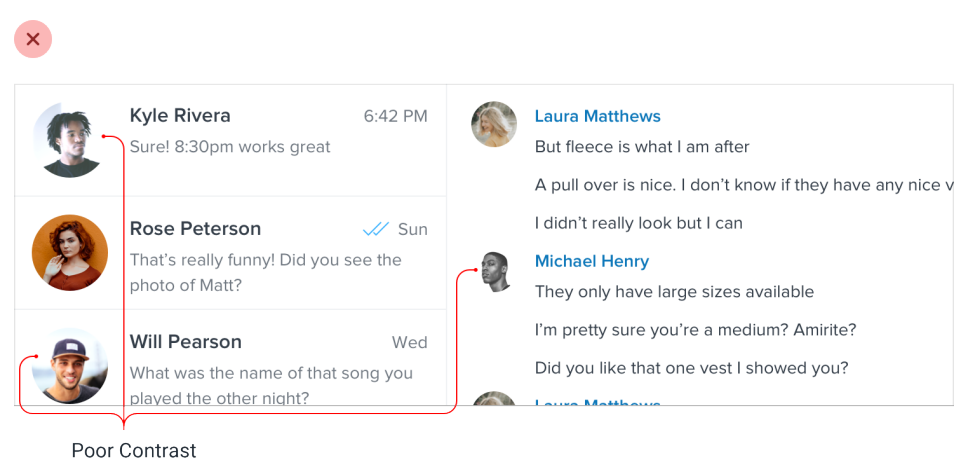 Kyle Rivera
6:42 PM
Sure! 8:30pm works great
Rose Peterson
Sun
That’s really funny! Did you see the
photo of Matt?
Will Pearson
Wed
What was the name of that song you
played the other night?
Laura Matthews
But fleece is what I am after
A pull over is nice. I don’t know if they have any nice v
I didn’t really look but I can
Michael Henry
They only have large sizes available
I’m pretty sure you’re a medium? Amirite?
Did you like that one vest I showed you?
Laura Matthews
Poor Contrast